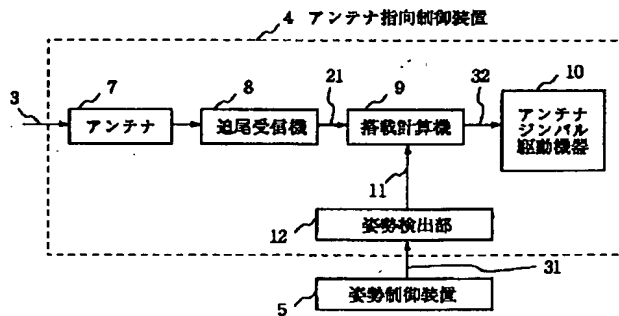 4 アンテナ指向制御装置
3
7
アンテナ
8
追尾受信機
21
9
搭載計算機
32
10
アンテナ
ジンバル
駆動機器
11
12
姿勢検出部
31
5
姿勢制御装置